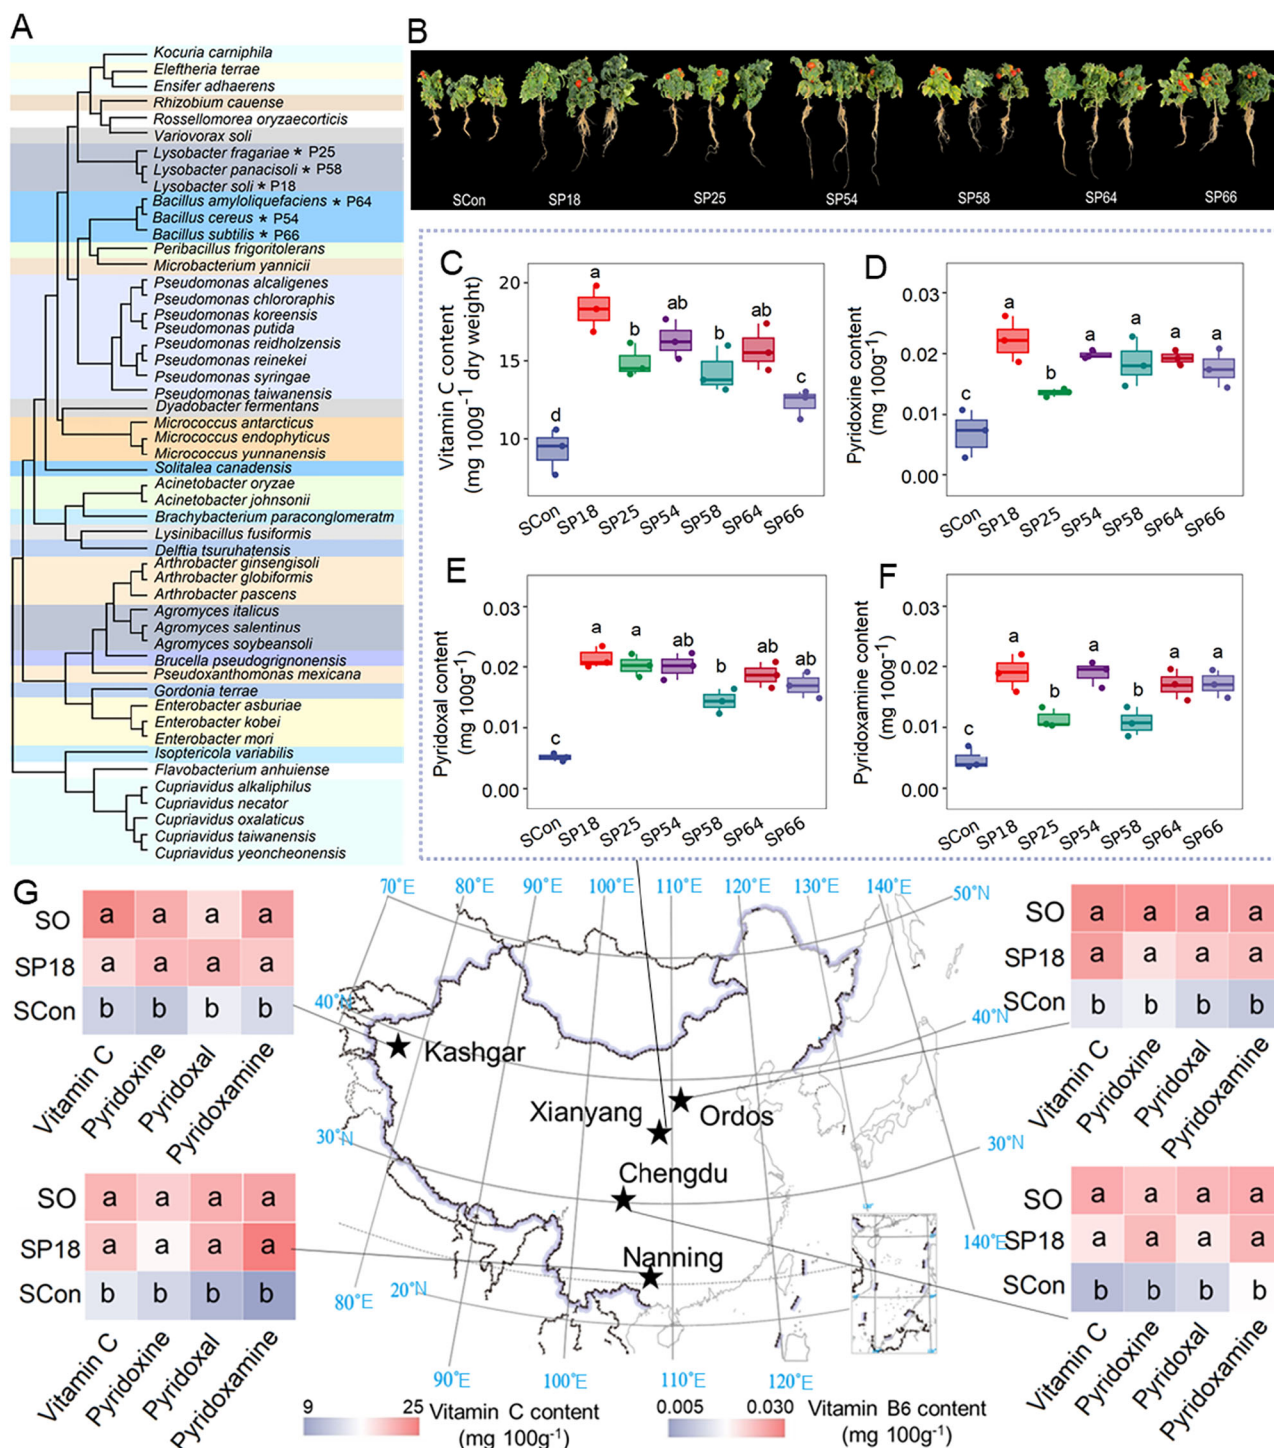 A
Kocuria carniphila
Eleftheria terrae
Ensifer adhaerens
Rhizobium cauense
Rossellomorea oryzaecorticis
Variovorax soli
Lysobacter fragariae * P25
Lysobacter panacisoli * P58
Lysobacter soli * P18
Bacillus amyloliquefaciens * P64
Bacillus cereus * P54
Bacillus subtilis * P66
Peribacillus frigoritolerans
Microbacterium yannicii
Pseudomonas alcaligenes
Pseudomonas chlororaphis
Pseudomonas koreensis
Pseudomonas putida
Pseudomonas reidholzensis
Pseudomonas reinekei
Pseudomonas syringae
Pseudomonas taiwanensis
Dyadobacter fermentans
Micrococcus antarcticus
Micrococcus endophyticus
Micrococcus yunnanensis
Solitalea canadensis
Acinetobacter oryzae
Acinetobacter johnsonii
Brachybacterium paraconglomeratm
Lysinibacillus fusiformis
Delftia tsuruhatensis
Arthrobacter ginsengisoli
Arthrobacter globiformis
Arthrobacter pascens
Agromyces italicus
Agromyces salentinus
Agromyces soybeansoli
Brucella pseudogrignonensis
Pseudoxanthomonas mexicana
Gordonia terrae
Enterobacter asburiae
Enterobacter kobei
Enterobacter mori
Isoptericola variabilis
Flavobacterium anhuiense
Cupriavidus alkaliphilus
Cupriavidus necator
Cupriavidus oxalaticus
Cupriavidus taiwanensis
Cupriavidus yeoncheonensis
B
SCon SP18 SP25 SP54 SP58 SP64 SP66
C
Vitamin C content
(mg 100g⁻¹ dry weight)
20
15
10
d a b ab b ab c
SCon SP18 SP25 SP54 SP58 SP64 SP66
D
Pyridoxine content
(mg 100g⁻¹)
0.03
0.02
0.01
0.00
c a b a a a a
SCon SP18 SP25 SP54 SP58 SP64 SP66
E
Pyridoxal content
(mg 100g⁻¹)
0.03
0.02
0.01
0.00
c a a ab b ab ab
SCon SP18 SP25 SP54 SP58 SP64 SP66
F
Pyridoxamine content
(mg 100g⁻¹)
0.03
0.02
0.01
0.00
c a b a b a a
SCon SP18 SP25 SP54 SP58 SP64 SP66
G
SO a a a a
SP18 a a a a
SCon b b b b
Vitamin C Pyridoxine Pyridoxal Pyridoxamine
70°E 80°E 90°E 100°E 110°E 120°E 130°E 140°E
50°N
SO a a a a
SP18 a a a a
SCon b b b b
Vitamin C Pyridoxine Pyridoxal Pyridoxamine
40°N
40°N
Kashgar
Xianyang
Ordos
30°N
30°N
Chengdu
Nanning
SO a a a a
SP18 a a a a
SCon b b b b
Vitamin C Pyridoxine Pyridoxal Pyridoxamine
SO a a a a
SP18 a a a a
SCon b b b b
Vitamin C Pyridoxine Pyridoxal Pyridoxamine
140°E
80°E 20°N
90°E 100°E 110°E 120°E
9 25
Vitamin C content
(mg 100g⁻¹)
0.005 0.030
Vitamin B6 content
(mg 100g⁻¹)